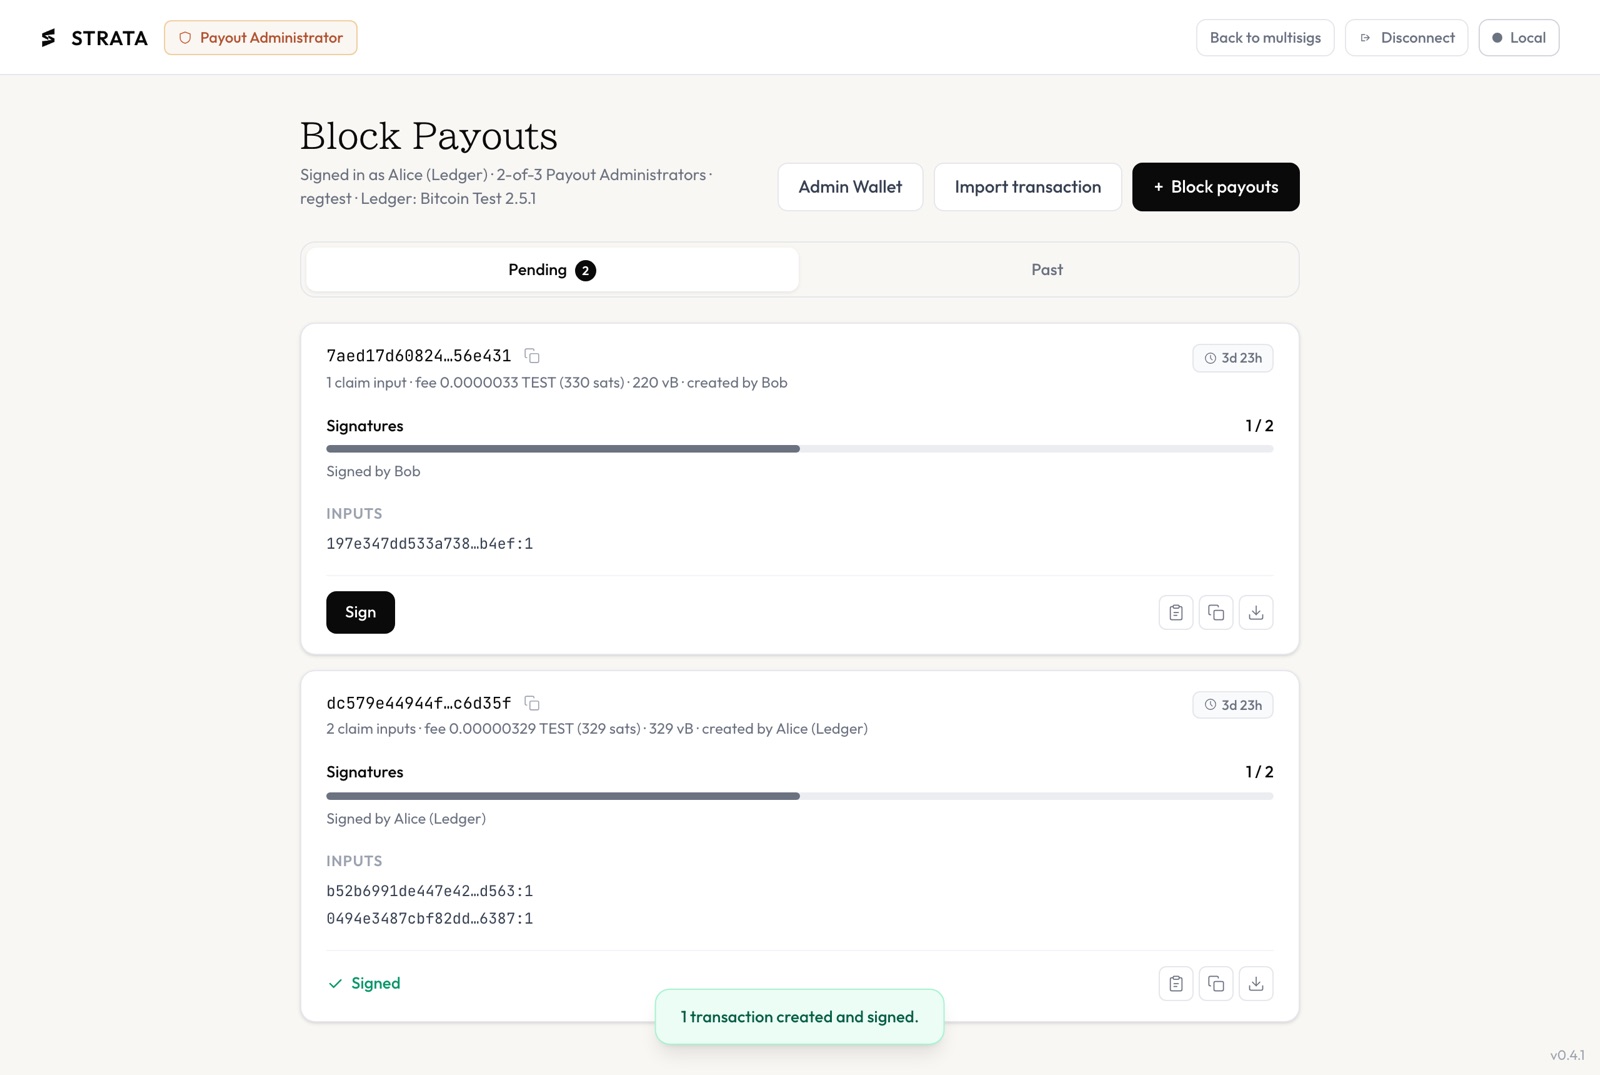 STRATA
Payout Administrator
Back to multisigs
Disconnect
Local
Block Payouts
Signed in as Alice (Ledger) · 2-of-3 Payout Administrators ·
regtest · Ledger: Bitcoin Test 2.5.1
Admin Wallet
Import transaction
+ Block payouts
Pending 2
Past
7aed17d60824…56e431
3d 23h
1 claim input · fee 0.0000033 TEST (330 sats) · 220 vB · created by Bob
Signatures
1 / 2
Signed by Bob
INPUTS
197e347dd533a738…b4ef:1
Sign
dc579e44944f…c6d35f
3d 23h
2 claim inputs · fee 0.00000329 TEST (329 sats) · 329 vB · created by Alice (Ledger)
Signatures
1 / 2
Signed by Alice (Ledger)
INPUTS
b52b6991de447e42…d563:1
0494e3487cbf82dd…6387:1
Signed
1 transaction created and signed.
v0.4.1